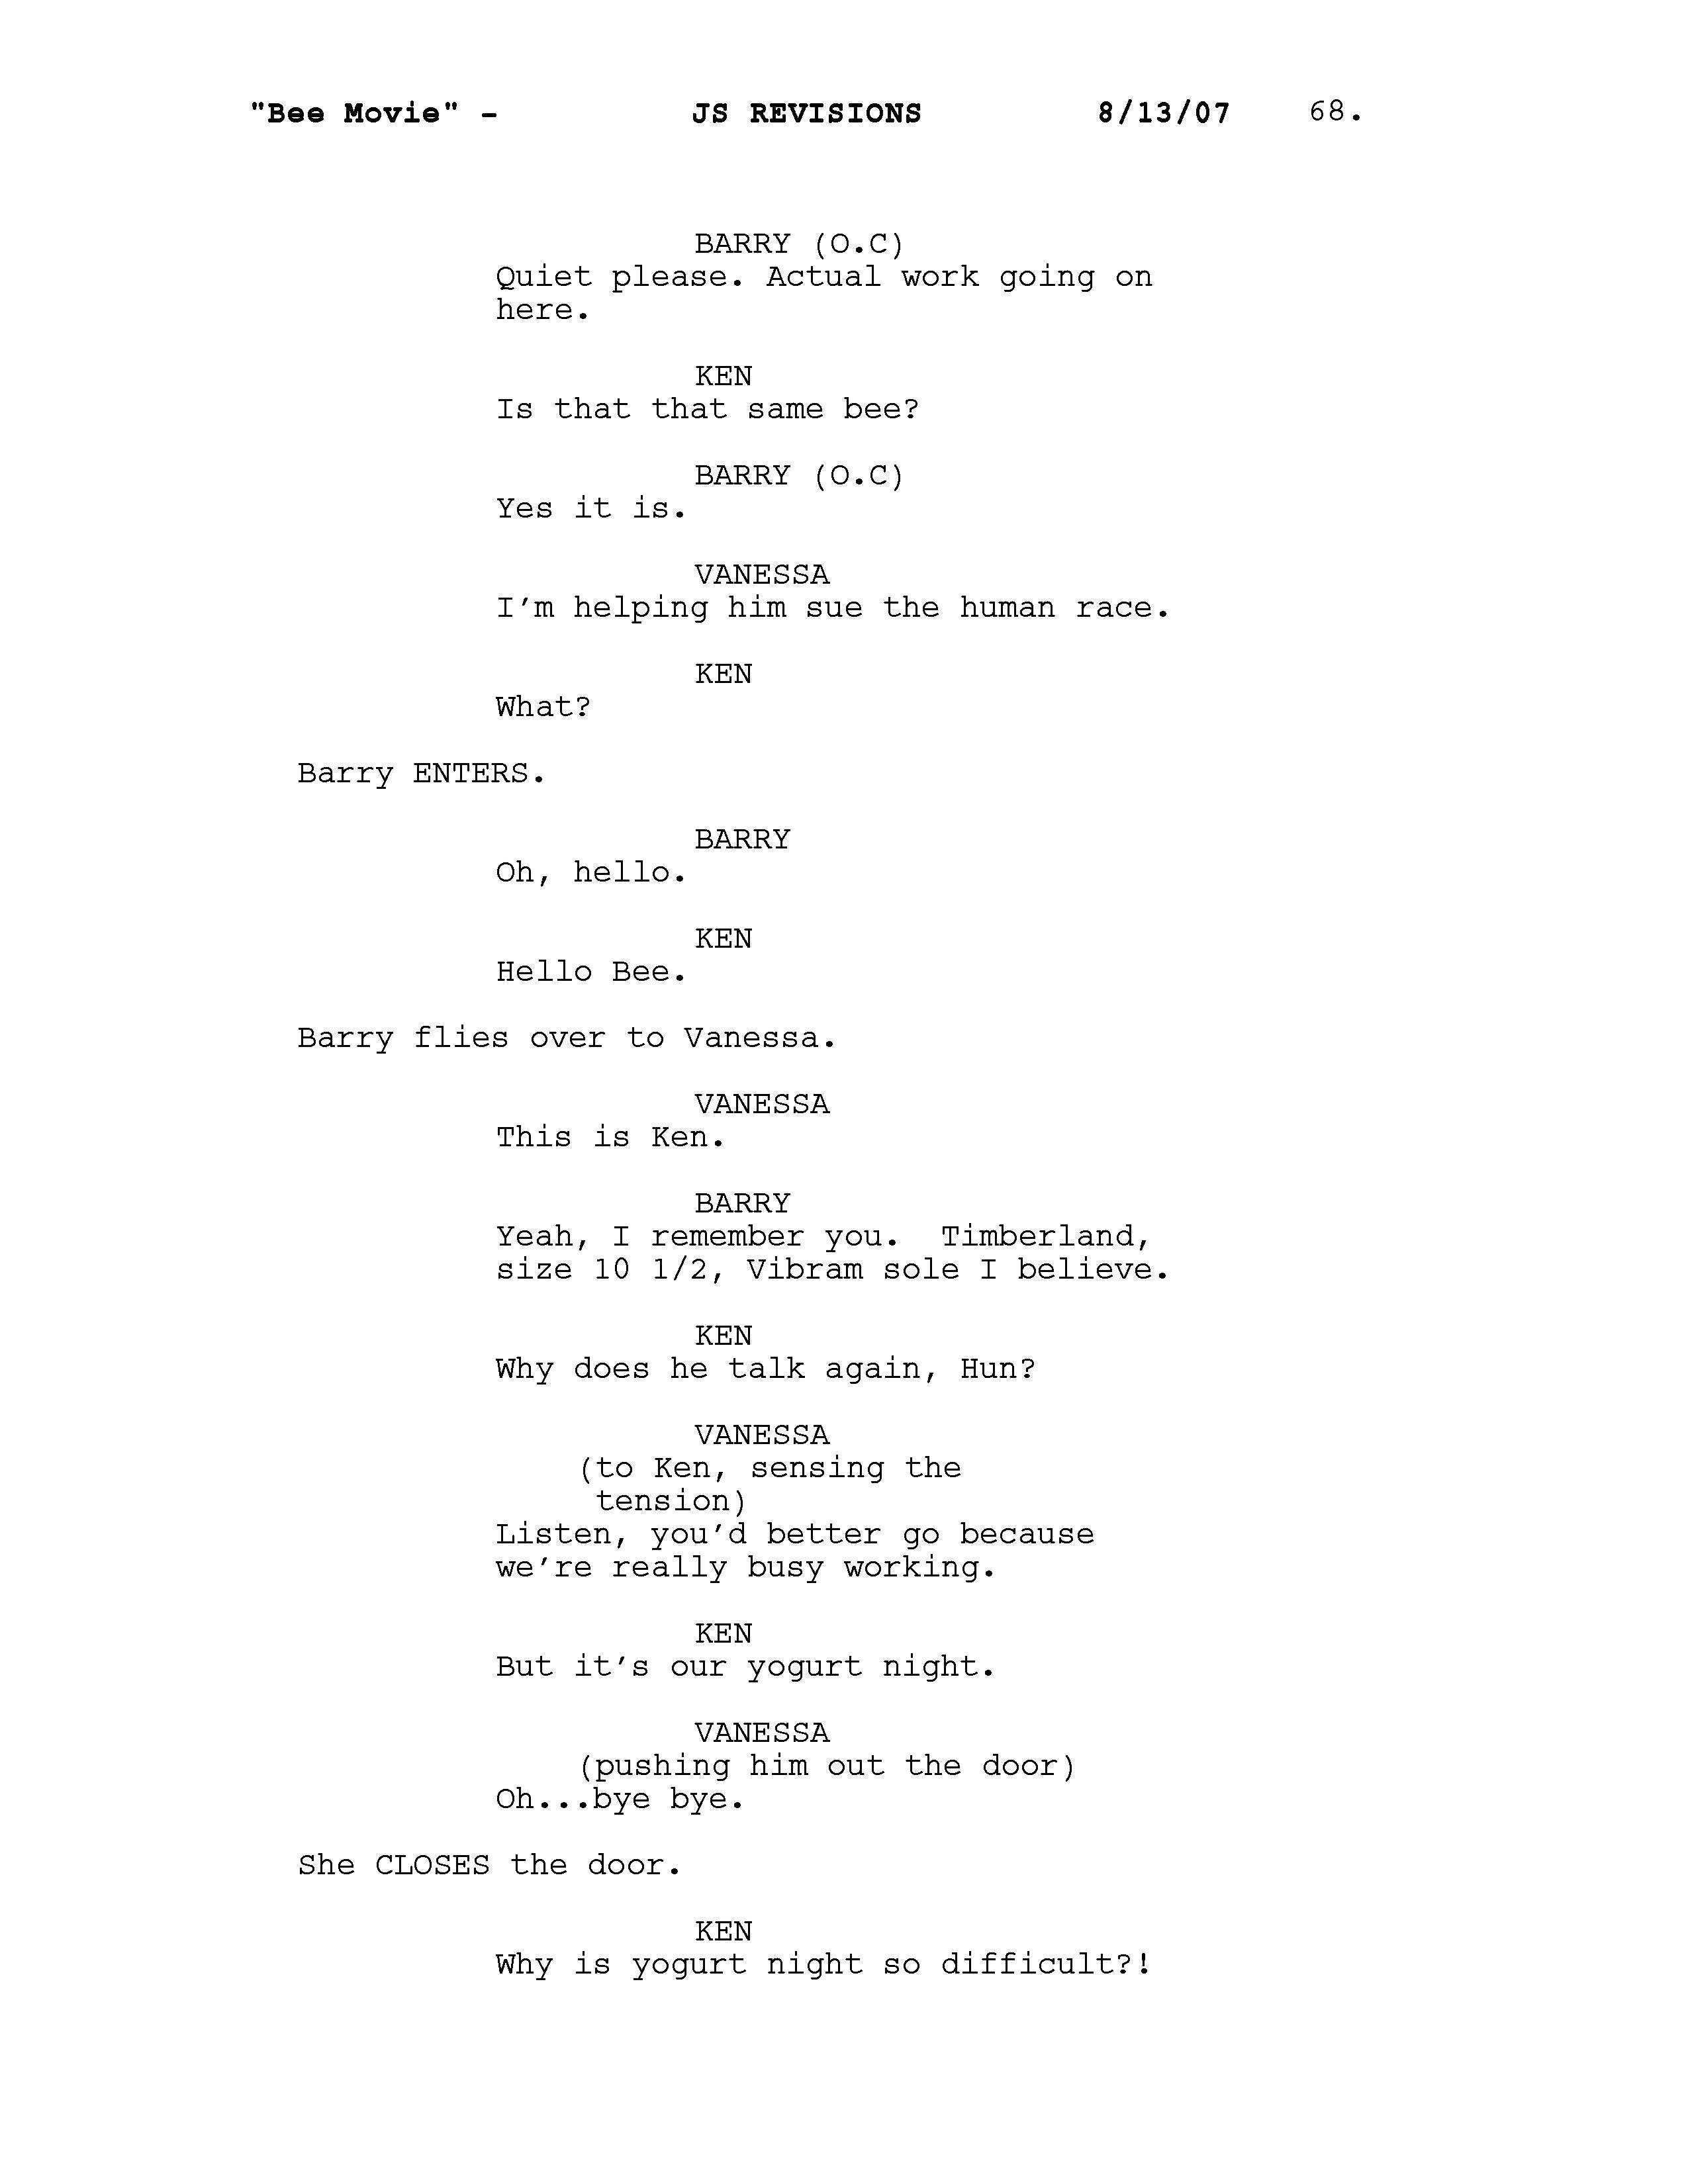 "Bee Movie" - JS REVISIONS 8/13/07 68.
BARRY (O.C)
Quiet please. Actual work going on
here.
KEN
Is that that same bee?
BARRY (O.C)
Yes it is.
VANESSA
I'm helping him sue the human race.
KEN
What?
Barry ENTERS.
BARRY
Oh, hello.
KEN
Hello Bee.
Barry flies over to Vanessa.
VANESSA
This is Ken.
BARRY
Yeah, I remember you.  Timberland,
size 10 1/2, Vibram sole I believe.
KEN
Why does he talk again, Hun?
VANESSA
(to Ken, sensing the
tension)
Listen, you'd better go because
we're really busy working.
KEN
But it's our yogurt night.
VANESSA
(pushing him out the door)
Oh...bye bye.
She CLOSES the door.
KEN
Why is yogurt night so difficult?!